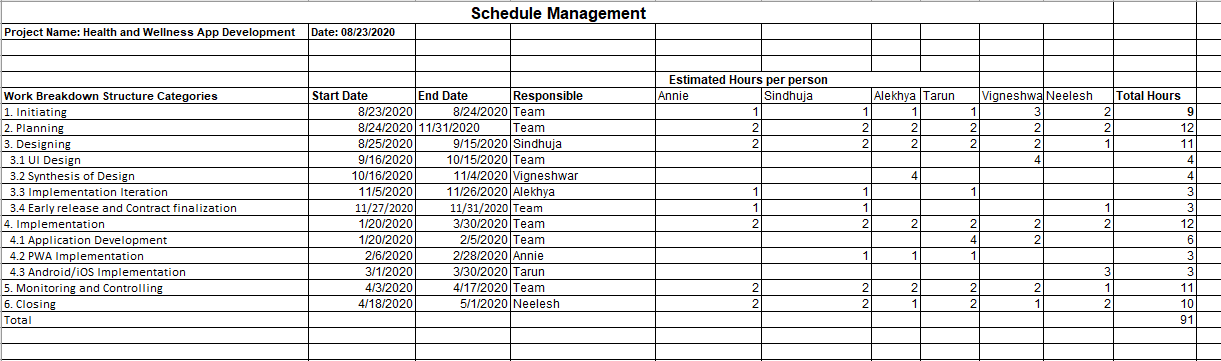 Schedule Management
Project Name: Health and Wellness App Development Date: 08/23/2020
Estimated Hours per person
Work Breakdown Structure Categories Start Date End Date Responsible Annie Sindhuja Alekhya Tarun Vigneshwa Neelesh Total Hours
1. Initiating 8/23/2020 8/24/2020 Team 1 1 1 1 3 2 9
2. Planning 8/24/2020 11/31/2020 Team 2 2 2 2 2 2 12
3. Designing 8/25/2020 9/15/2020 Sindhuja 2 2 2 2 2 1 11
3.1 UI Design 9/16/2020 10/15/2020 Team 4 4
3.2 Synthesis of Design 10/16/2020 11/4/2020 Vigneshwar 4 4
3.3 Implementation Iteration 11/5/2020 11/26/2020 Alekhya 1 1 1 3
3.4 Early release and Contract finalization 11/27/2020 11/31/2020 Team 1 1 1 3
4. Implementation 1/20/2020 3/30/2020 Team 2 2 2 2 2 2 12
4.1 Application Development 1/20/2020 2/5/2020 Team 4 2 6
4.2 PWA Implementation 2/6/2020 2/28/2020 Annie 1 1 1 3
4.3 Android/iOS Implementation 3/1/2020 3/30/2020 Tarun 3 3
5. Monitoring and Controlling 4/3/2020 4/17/2020 Team 2 2 2 2 2 1 11
6. Closing 4/18/2020 5/1/2020 Neelesh 2 2 1 2 1 2 10
Total 91